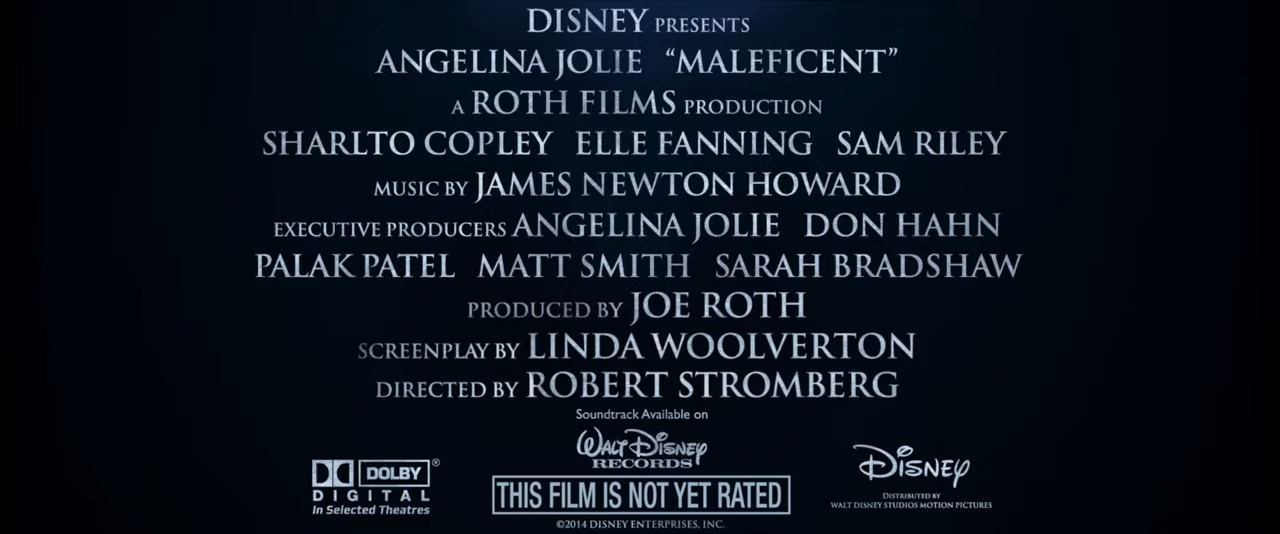 DISNEY PRESENTS
ANGELINA JOLIE "MALEFICENT"
A ROTH FILMS PRODUCTION
SHARLTO COPLEY ELLE FANNING SAM RILEY
MUSIC BY JAMES NEWTON HOWARD
EXECUTIVE PRODUCERS ANGELINA JOLIE DON HAHN
PALAK PATEL MATT SMITH SARAH BRADSHAW
PRODUCED BY JOE ROTH
SCREENPLAY BY LINDA WOOLVERTON
DIRECTED BY ROBERT STROMBERG
Soundtrack Available on
WALT DISNEY
RECORDS
DOLBY®
DIGITAL
In Selected Theatres
THIS FILM IS NOT YET RATED
©2014 DISNEY ENTERPRISES, INC.
DISNEY
DISTRIBUTED BY
WALT DISNEY STUDIOS MOTION PICTURES